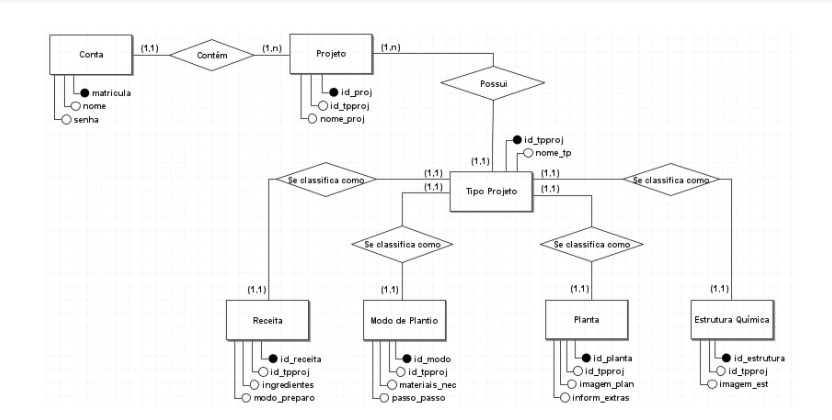 Conta
(1,1)
Contém
(1,n)
Projeto
(1,n)
matricula
nome
senha
id_proj
id_tpproj
nome_proj
Possui
(1,1)
id_tpproj
nome_tp
Tipo Projeto
Se classifica como
(1,1)
(1,1)
(1,1)
(1,1)
Se classifica como
Se classifica como
Se classifica como
(1,1)
(1,1)
(1,1)
(1,1)
Receita
Modo de Plantio
Planta
Estrutura Química
id_receita
id_tpproj
ingredientes
modo_preparo
id_modo
id_tpproj
materiais_nec
passo_passo
id_planta
id_tpproj
imagem_plan
inform_extras
id_estrutura
id_tpproj
imagem_est